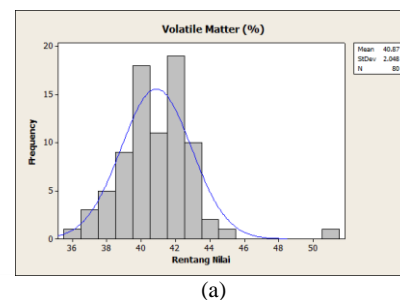 Volatile Matter (%)
Mean 40.87
StDev 2.048
N 80
Frequency
20
15
10
5
0
36 38 40 42 44 46 48 50
Rentang Nilai
(a)